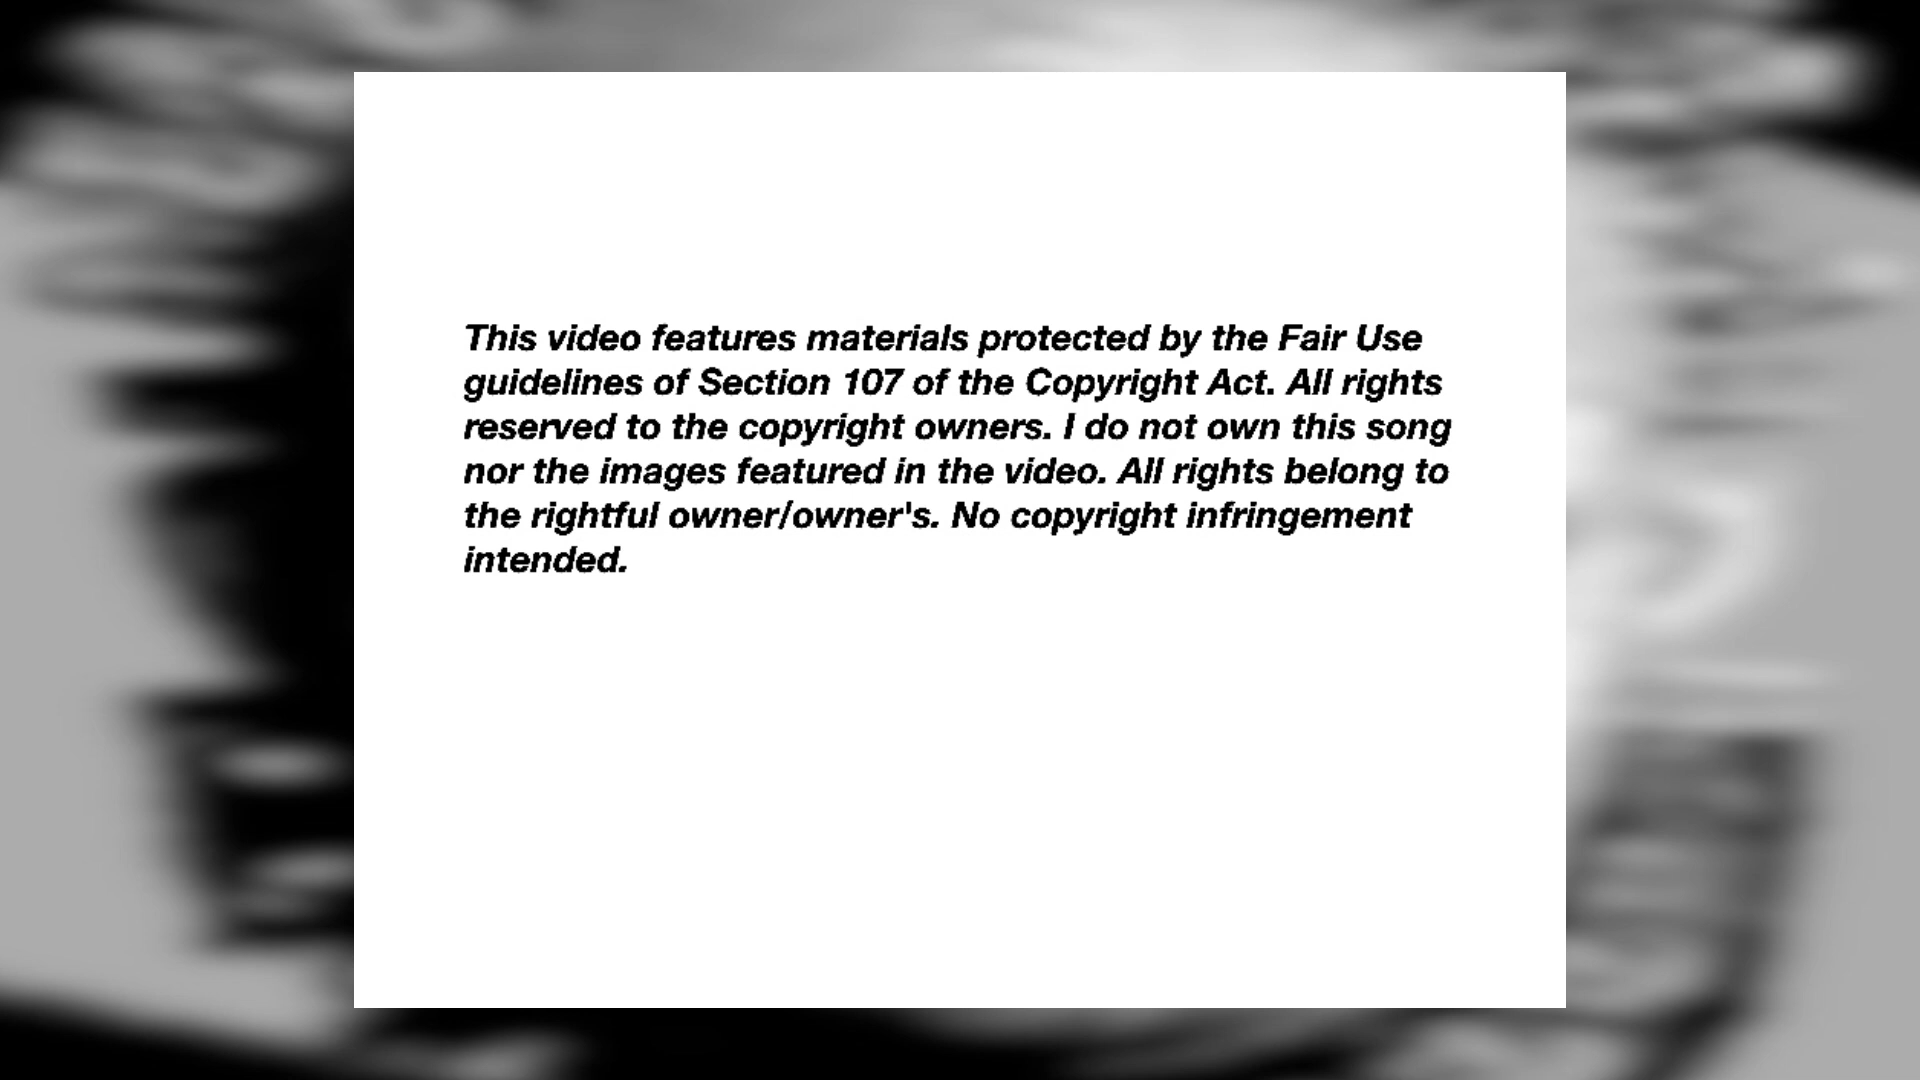 This video features materials protected by the Fair Use
guidelines of Section 107 of the Copyright Act. All rights
reserved to the copyright owners. I do not own this song
nor the images featured in the video. All rights belong to
the rightful owner/owner's. No copyright infringement
intended.